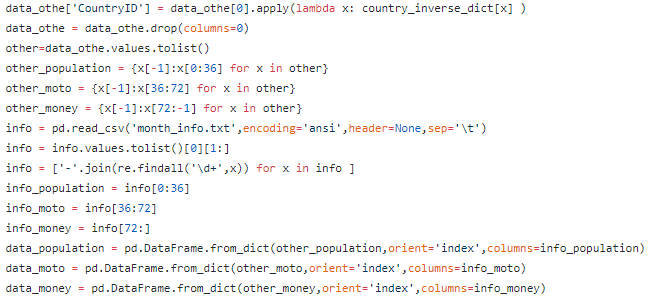 data_othe['CountryID'] = data_othe[0].apply(lambda x: country_inverse_dict[x] )
data_othe = data_othe.drop(columns=0)
other=data_othe.values.tolist()
other_population = {x[-1]:x[0:36] for x in other}
other_moto = {x[-1]:x[36:72] for x in other}
other_money = {x[-1]:x[72:-1] for x in other}
info = pd.read_csv('month_info.txt',encoding='ansi',header=None,sep='\t')
info = info.values.tolist()[0][1:]
info = ['-'.join(re.findall('\d+',x)) for x in info ]
info_population = info[0:36]
info_moto = info[36:72]
info_money = info[72:]
data_population = pd.DataFrame.from_dict(other_population,orient='index',columns=info_population)
data_moto = pd.DataFrame.from_dict(other_moto,orient='index',columns=info_moto)
data_money = pd.DataFrame.from_dict(other_money,orient='index',columns=info_money)